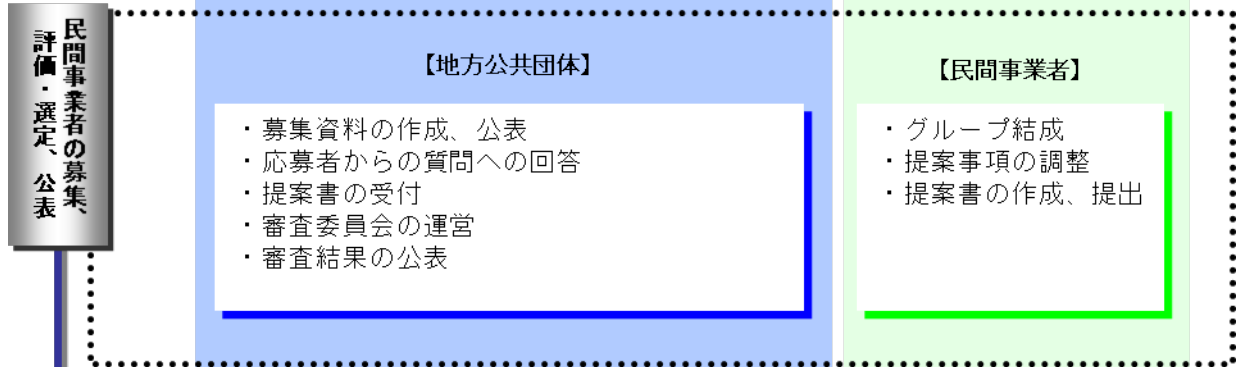 民間事業者の募集、
評価・選定、公表
【地方公共団体】
・募集資料の作成、公表
・応募者からの質問への回答
・提案書の受付
・審査委員会の運営
・審査結果の公表
【民間事業者】
・グループ結成
・提案事項の調整
・提案書の作成、提出